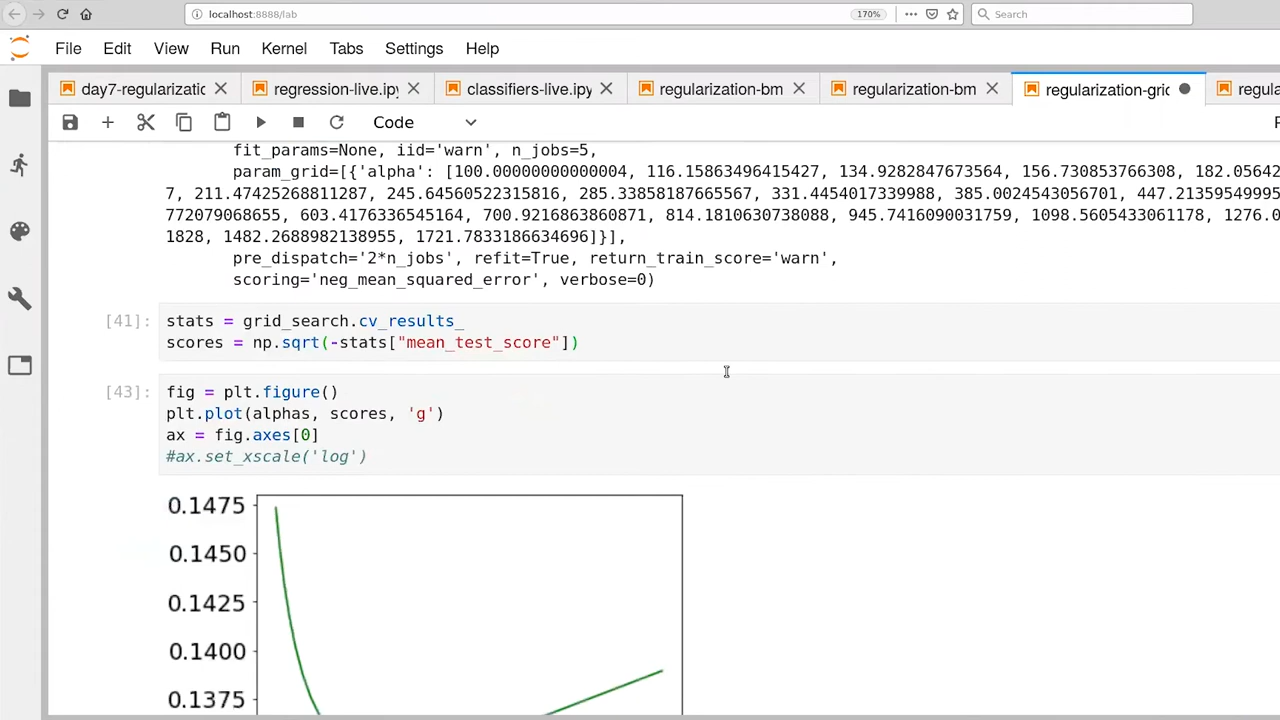 localhost:8888/lab
170%
Search
File Edit View Run Kernel Tabs Settings Help
day7-regularizatic
regression-live.ipy
classifiers-live.ipy
regularization-bm
regularization-bm
regularization-gric
regula
Code
fit_params=None, iid='warn', n_jobs=5,
param_grid=[{'alpha': [100.00000000000004, 116.15863496415427, 134.9282847673564, 156.730853766308, 182.05642
7, 211.47425268811287, 245.64560522315816, 285.33858187665567, 331.4454017339988, 385.0024543056701, 447.213595499​95
772079068655, 603.4176336545164, 700.9216863860871, 814.1810630738088, 945.7416090031759, 1098.5605433061178, 1276.0
1828, 1482.2688982138955, 1721.7833186634696]}],
pre_dispatch='2*n_jobs', refit=True, return_train_score='warn',
scoring='neg_mean_squared_error', verbose=0)
[41]: stats = grid_search.cv_results_
scores = np.sqrt(-stats["mean_test_score"])
[43]: fig = plt.figure()
plt.plot(alphas, scores, 'g')
ax = fig.axes[0]
#ax.set_xscale('log')
0.1475
0.1450
0.1425
0.1400
0.1375